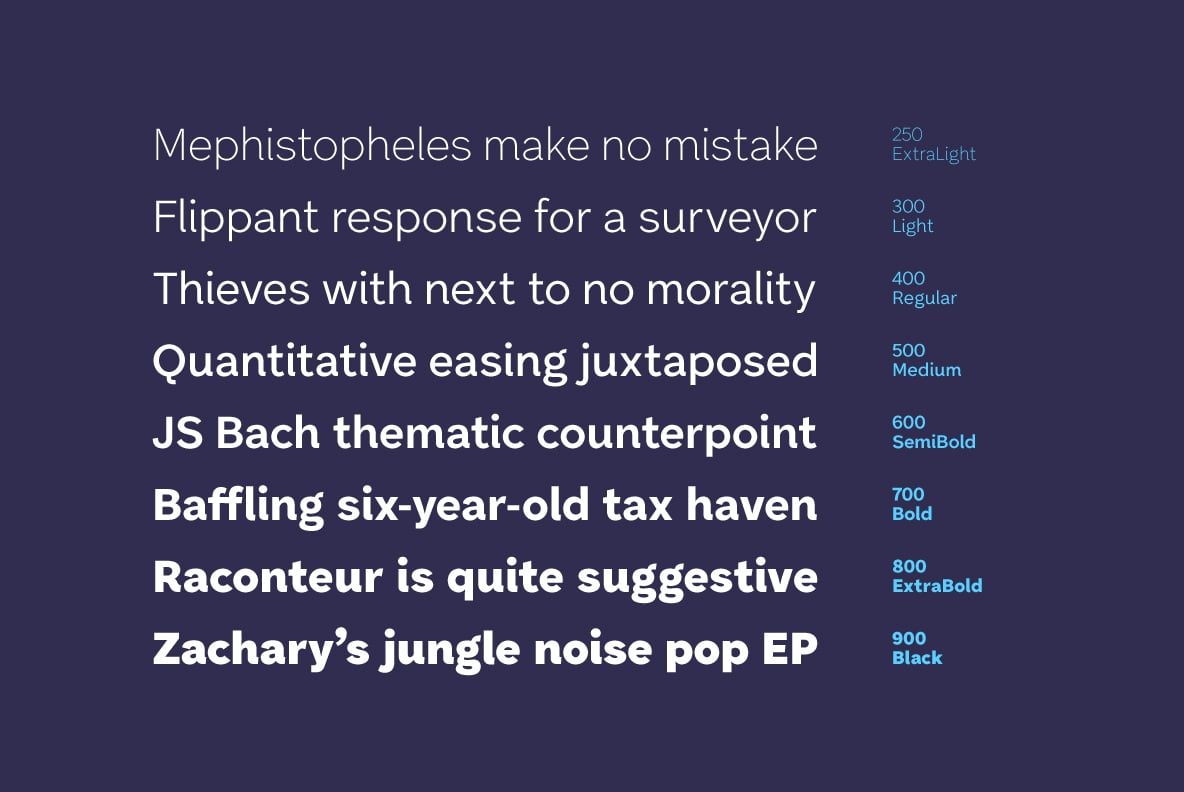 Mephistopheles make no mistake
250
ExtraLight
Flippant response for a surveyor
300
Light
Thieves with next to no morality
400
Regular
Quantitative easing juxtaposed
500
Medium
JS Bach thematic counterpoint
600
SemiBold
Baffling six-year-old tax haven
700
Bold
Raconteur is quite suggestive
800
ExtraBold
Zachary’s jungle noise pop EP
900
Black